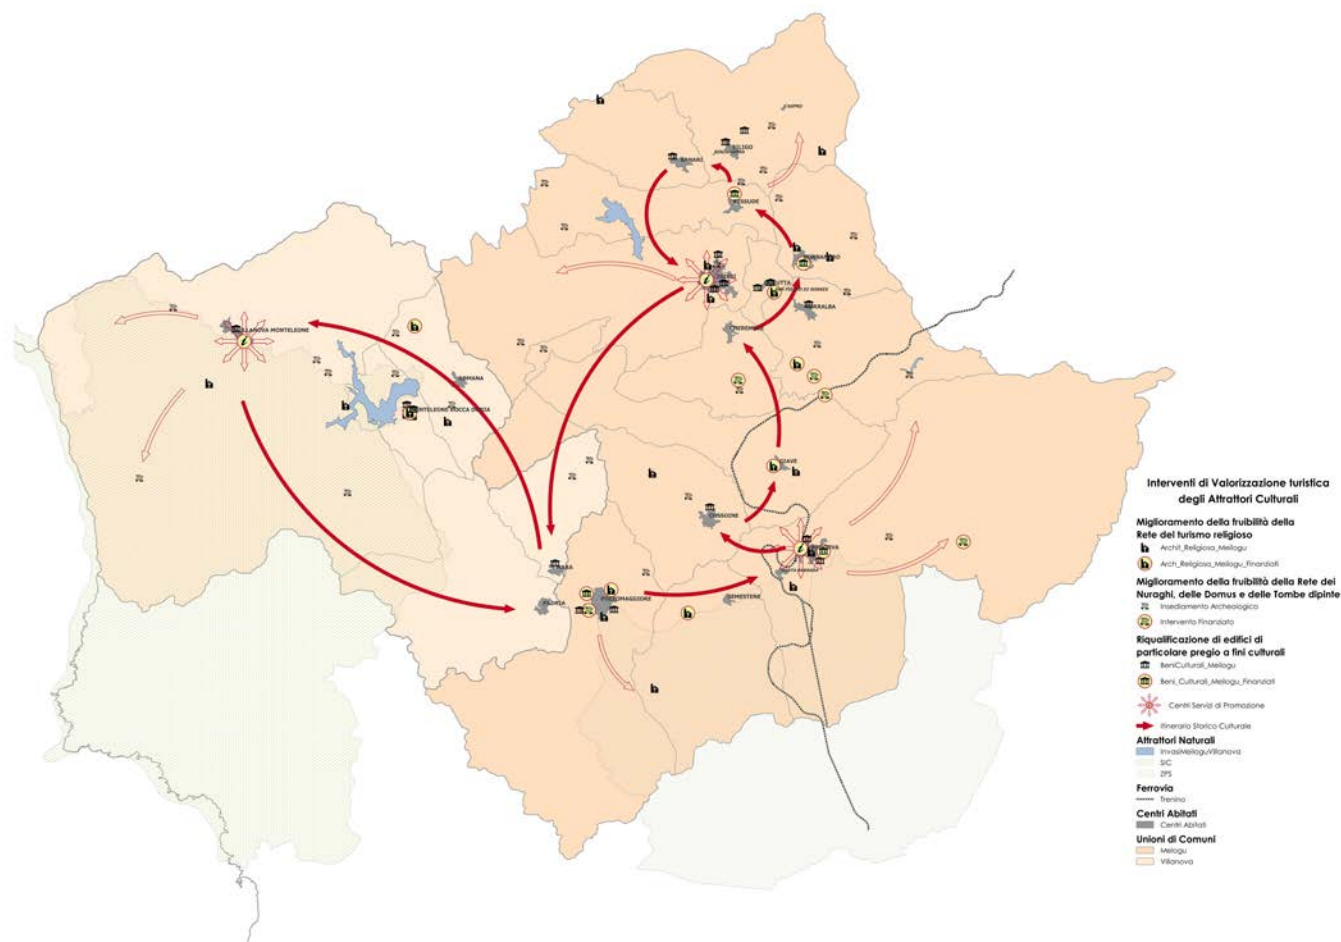 BANARI
SILIGO
BESSUDE
TORRALBA
CHEREMULE
VILLANOVA MONTELEONE
ROMANA
MONTELEONE ROCCA DORIA
GIAVE
COSSOINE
MARA
PADRIA
POZZOMAGGIORE
SEMESTENE
Interventi di Valorizzazione turistica
degli Attrattori Culturali
Miglioramento della fruibilità della
Rete del turismo religioso
Archit_Religiosa_Meilogu
Arch_Religiosa_Meilogu_Finanziati
Miglioramento della fruibilità della Rete dei
Nuraghi, delle Domus e delle Tombe dipinte
Insediamento Archeologico
Intervento Finanziato
Riqualificazione di edifici di
particolare pregio a fini culturali
BeniCulturali_Meilogu
Beni_Culturali_Meilogu_Finanziati
Centri Servizi di Promozione
Itinerario Storico Culturale
Attrattori Naturali
InvasiMeiloguVillanova
SIC
ZPS
Ferrovia
Trenino
Centri Abitati
Centri Abitati
Unioni di Comuni
Melogu
Villanova